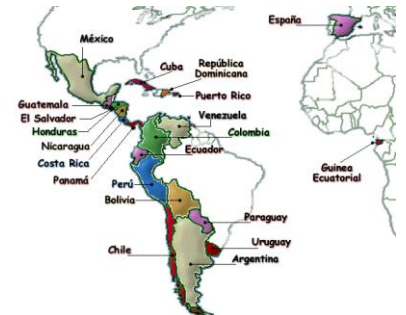 España
México
Cuba
República
Dominicana
Puerto Rico
Guatemala
El Salvador
Honduras
Nicaragua
Costa Rica
Panamá
Venezuela
Colombia
Ecuador
Guinea
Ecuatorial
Perú
Bolivia
Paraguay
Chile
Uruguay
Argentina